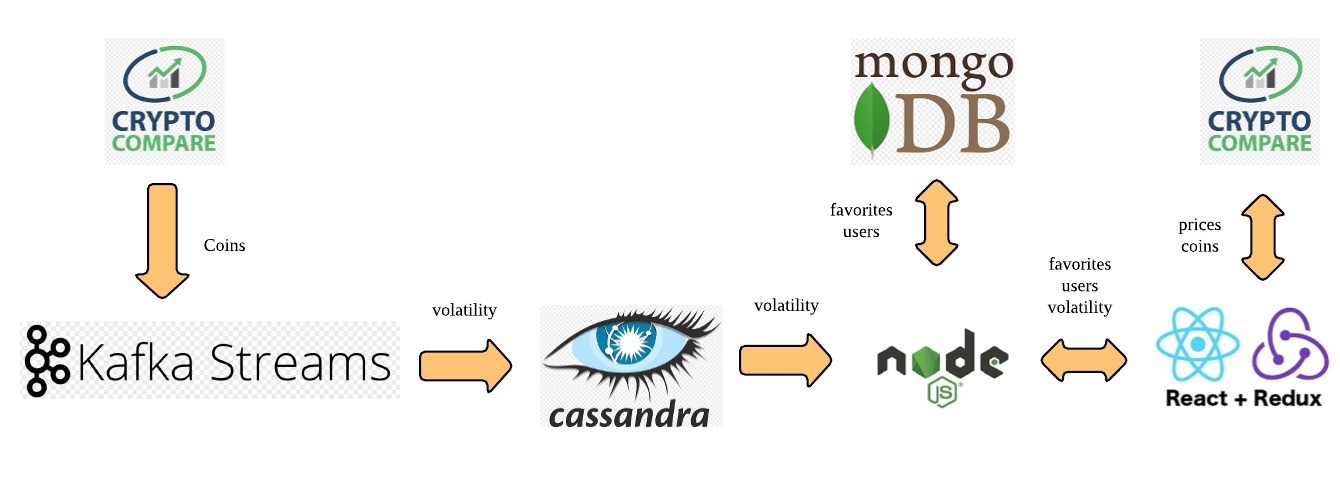 CRYPTO
COMPARE
Coins
Kafka Streams
volatility
cassandra
volatility
mongo
DB
favorites
users
node
JS
favorites
users
volatility
CRYPTO
COMPARE
prices
coins
React + Redux